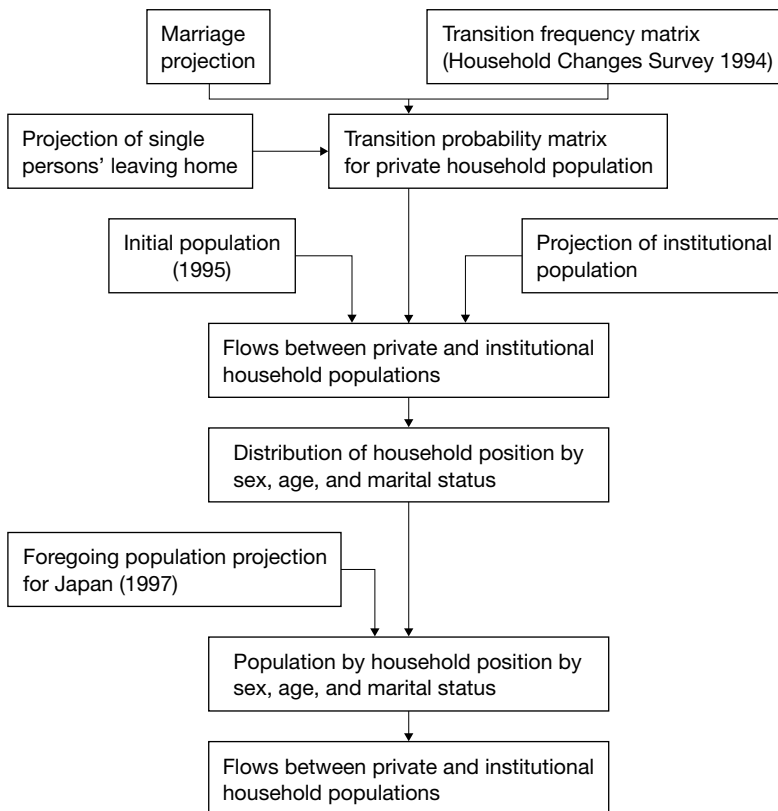 Marriage
projection
Transition frequency matrix
(Household Changes Survey 1994)
Projection of single
persons’ leaving home
Transition probability matrix
for private household population
Initial population
(1995)
Projection of institutional
population
Flows between private and institutional
household populations
Distribution of household position by
sex, age, and marital status
Foregoing population projection
for Japan (1997)
Population by household position by
sex, age, and marital status
Flows between private and institutional
household populations